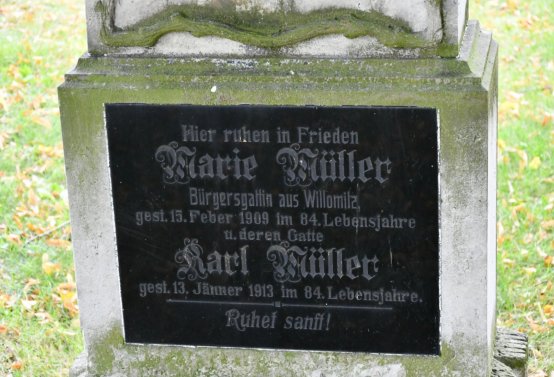 Hier ruhen in Frieden
Marie Müller
Bürgersgattin aus Willomitz,
gest. 15. Feber 1909 im 84. Lebensjahre
u. deren Gatte
Karl Müller
gest. 13. Jänner 1913 im 84. Lebensjahre.
Ruhet sanft!